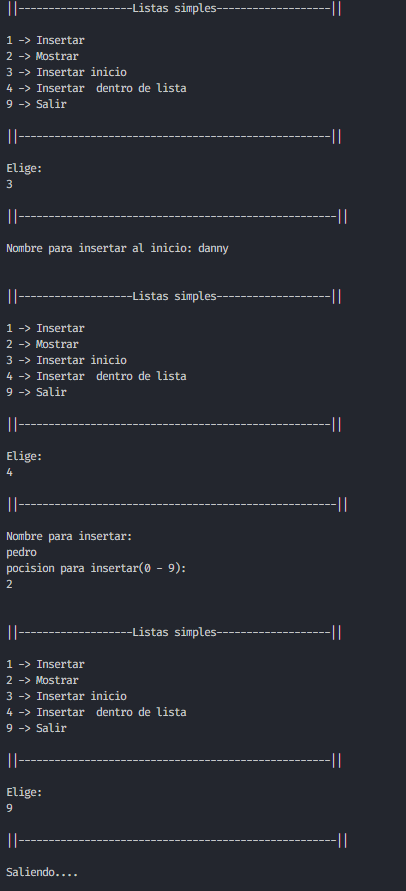 ||-------------------Listas simples-------------------||
1 -> Insertar
2 -> Mostrar
3 -> Insertar inicio
4 -> Insertar  dentro de lista
9 -> Salir
||----------------------------------------------------||
Elige:
3
||-----------------------------------------------------||
Nombre para insertar al inicio: danny
||-------------------Listas simples-------------------||
1 -> Insertar
2 -> Mostrar
3 -> Insertar inicio
4 -> Insertar  dentro de lista
9 -> Salir
||----------------------------------------------------||
Elige:
4
||-----------------------------------------------------||
Nombre para insertar:
pedro
pocision para insertar(0 - 9):
2
||-------------------Listas simples-------------------||
1 -> Insertar
2 -> Mostrar
3 -> Insertar inicio
4 -> Insertar  dentro de lista
9 -> Salir
||----------------------------------------------------||
Elige:
9
||-----------------------------------------------------||
Saliendo....